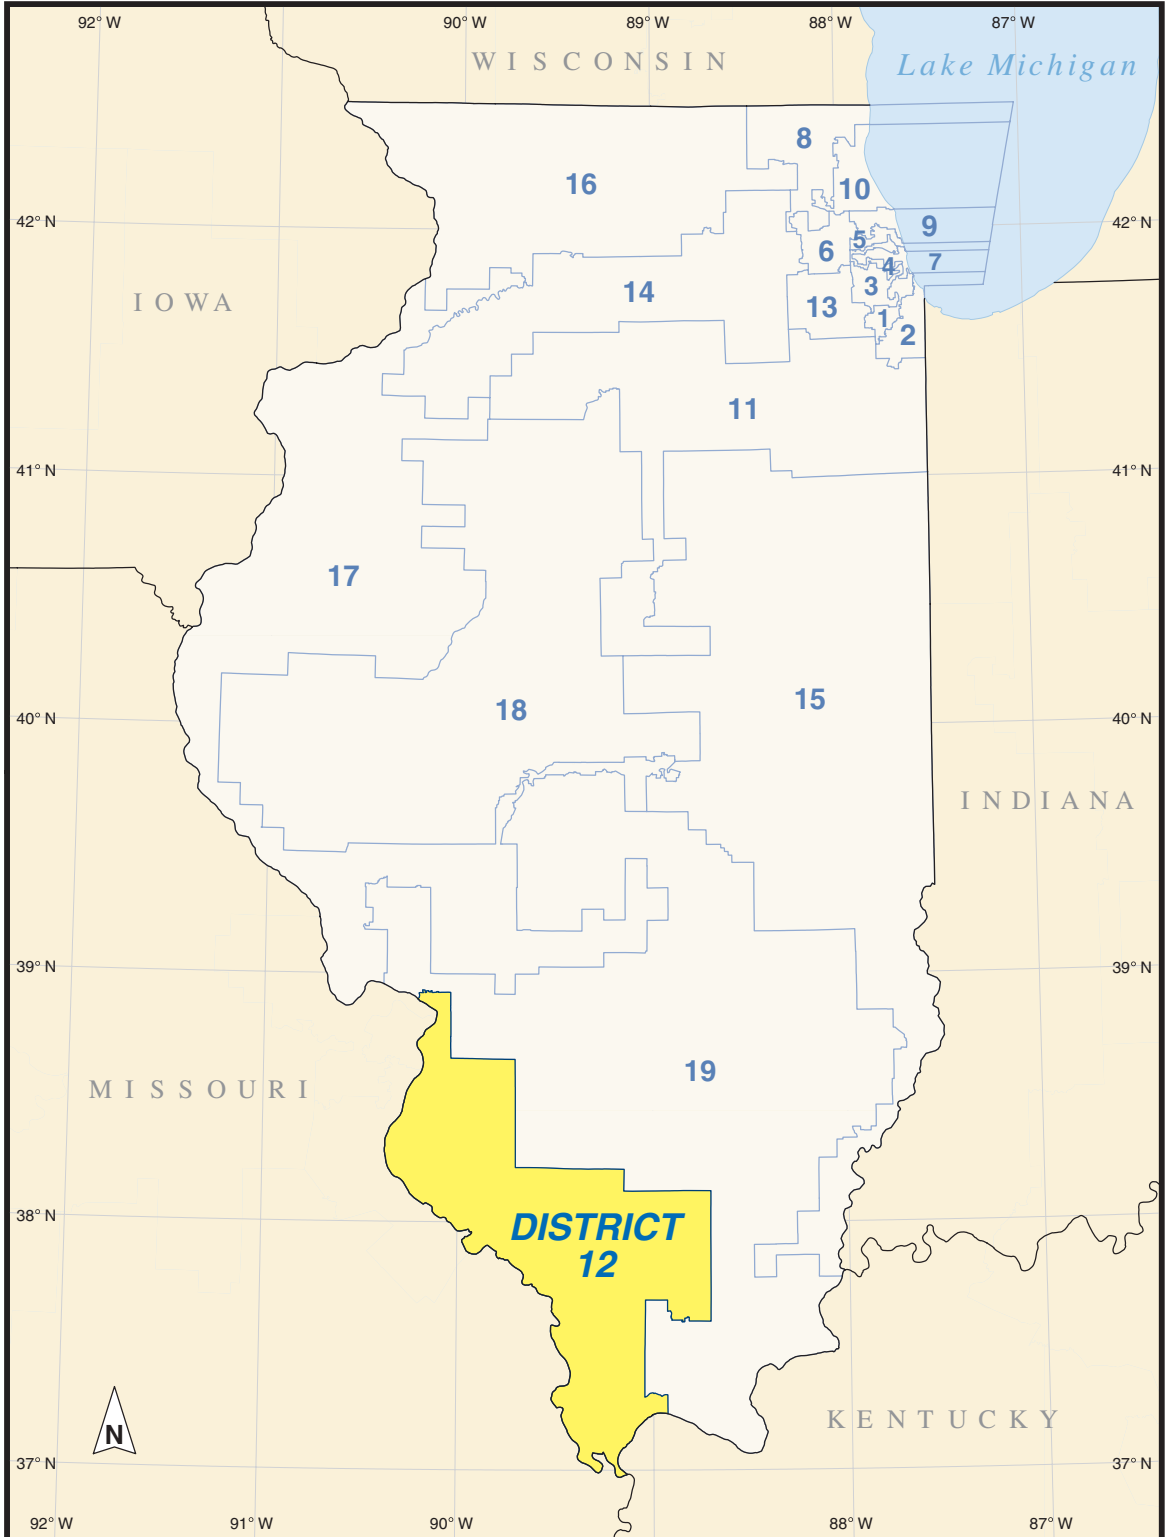 92° W 90° W 89° W 88° W 87° W
WISCONSIN
Lake Michigan
8
16
10
42° N 42° N
9
5
6
7
4
14
3
IOWA
13
1
2
11
41° N 41° N
17
15
18
40° N 40° N
INDIANA
39° N 39° N
19
MISSOURI
38° N 38° N
DISTRICT
12
KENTUCKY
N
37° N 37° N
92° W 91° W 90° W 88° W 87° W